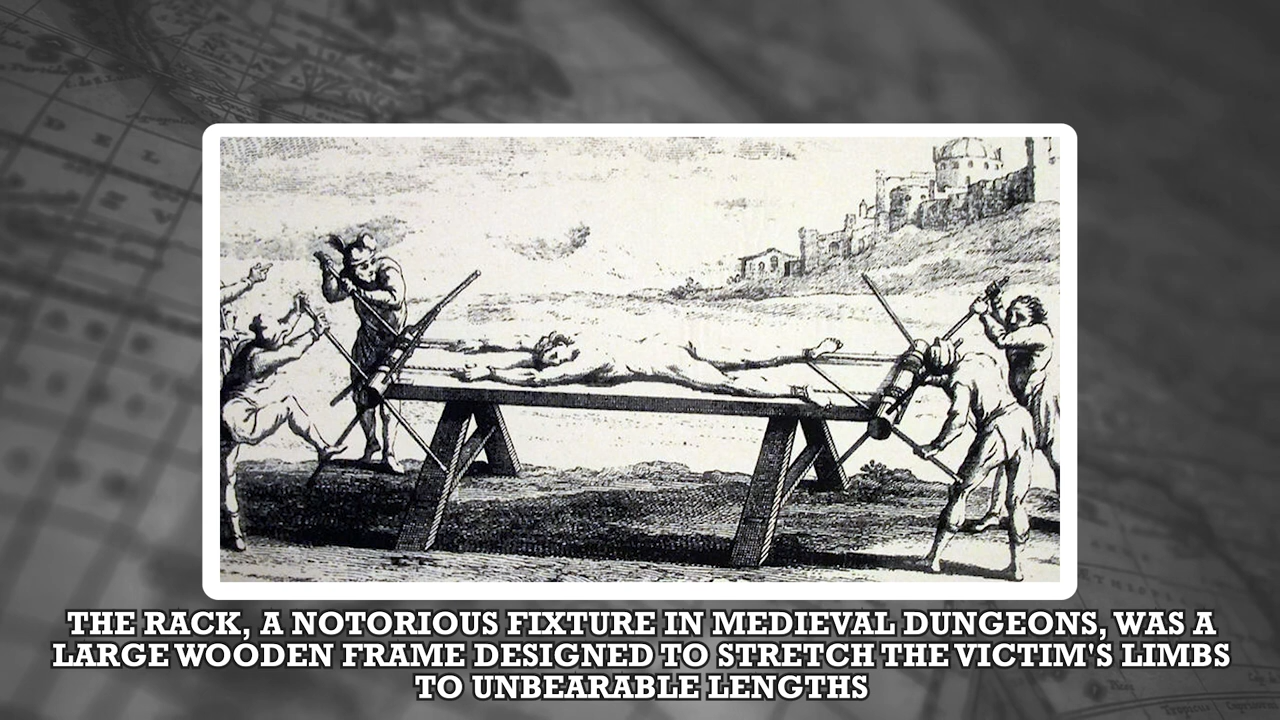 THE RACK, A NOTORIOUS FIXTURE IN MEDIEVAL DUNGEONS, WAS A
LARGE WOODEN FRAME DESIGNED TO STRETCH THE VICTIM'S LIMBS
TO UNBEARABLE LENGTHS